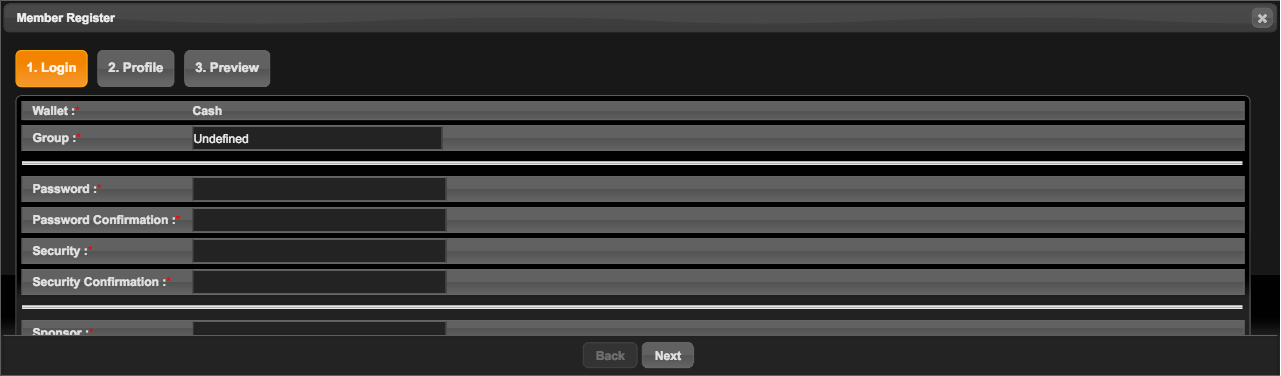 Member Register
1. Login 2. Profile 3. Preview
Wallet :* Cash
Group :* Undefined
Password :*
Password Confirmation :*
Security :*
Security Confirmation :*
Sponsor :*
Back Next